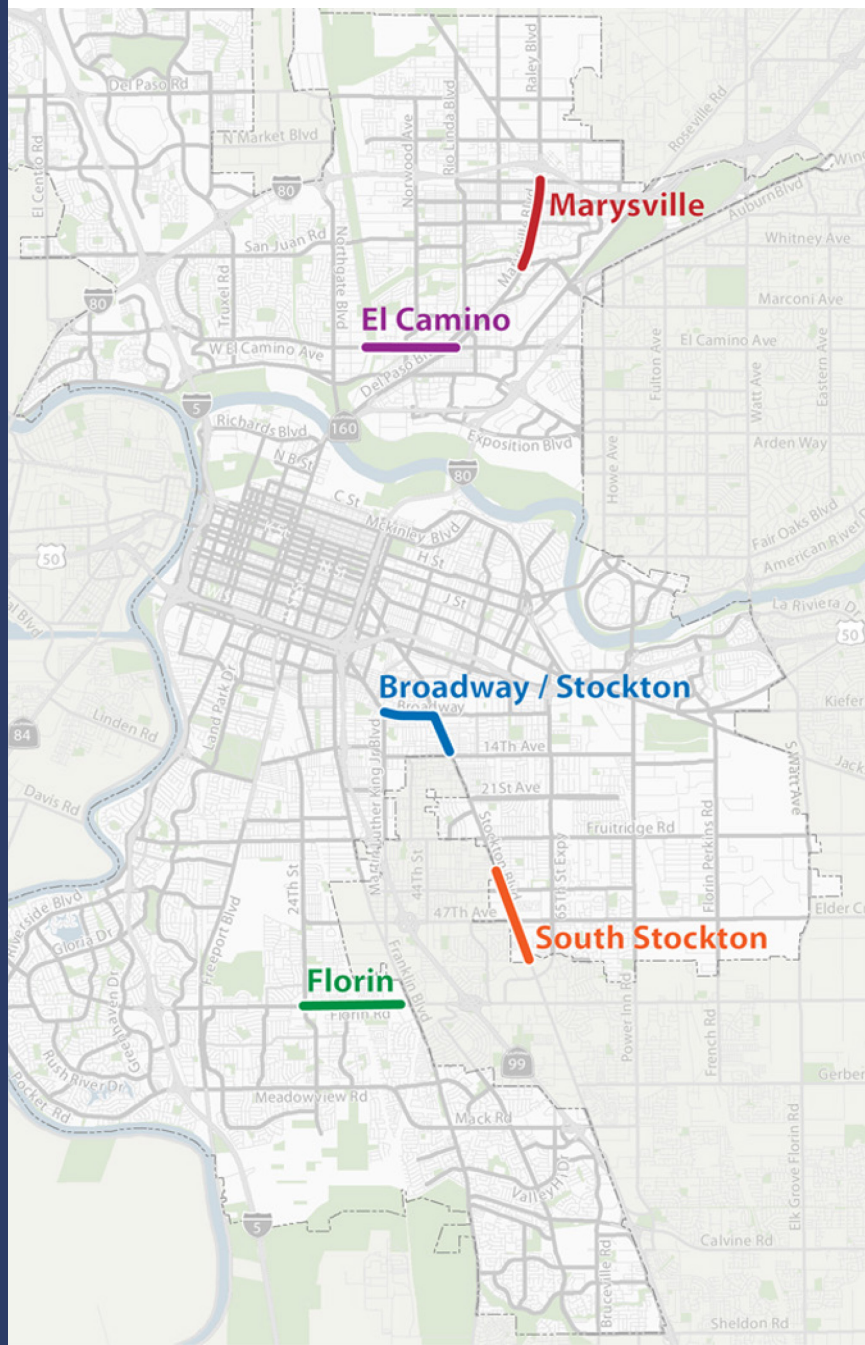 Del Paso Rd
Raley Blvd
Roseville Rd
N Market Blvd
Norwood Ave
Rio Linda Blvd
El Centro Rd
80
Marysville
Auburn Blvd
San Juan Rd
Northgate Blvd
Whitney Ave
Truxel Rd
80
Marconi Ave
El Camino
W El Camino Ave
El Camino Ave
Del Paso
Fulton Ave
Watt Ave
Eastern Ave
5
Richards Blvd
160
Exposition Blvd
Arden Way
N B St
80
Howe Ave
C St
McKinley Blvd
Fair Oaks Blvd
American River
50
H St
J St
La Riviera
50
Broadway / Stockton
Broadway
Land Park Dr
Kiefer
84
Linden Rd
14Th Ave
Martin Luther King Jr Blvd
S Watt Ave
Jack
Davis Rd
21St Ave
Stockton Blvd
Fruitridge Rd
24Th St
44Th St
65Th St Expy
Florin Perkins Rd
Riverside Blvd
47Th Ave
Elder
Gloria Dr
Freeport Blvd
South Stockton
Florin
Franklin Blvd
Florin Rd
Greenhaven Dr
Power Inn Rd
French Rd
Rush River Dr
99
Gerber
Pocket Rd
Meadowview Rd
Mack Rd
Valley Hi Dr
Elk Grove Florin Rd
5
Calvine Rd
Bruceville Rd
Sheldon Rd